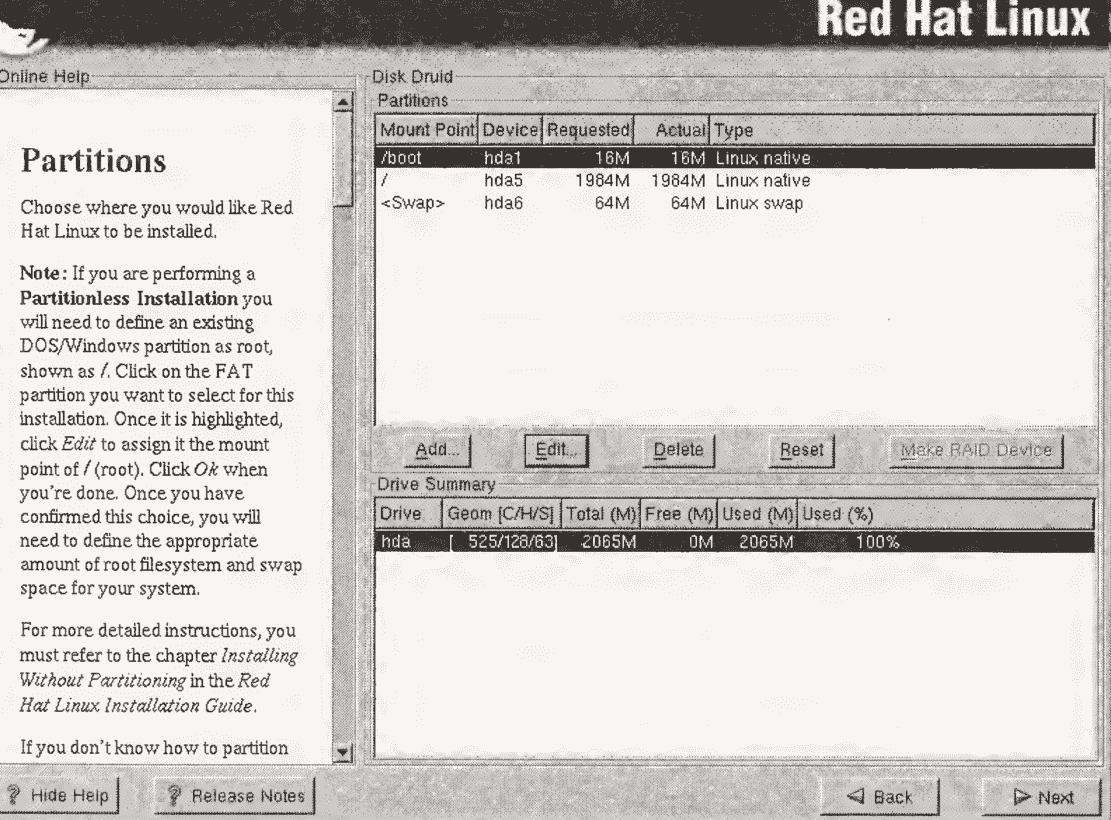 Red Hat Linux
Online Help
Partitions
Choose where you would like Red
Hat Linux to be installed.
Note: If you are performing a
Partitionless Installation you
will need to define an existing
DOS/Windows partition as root,
shown as /. Click on the FAT
partition you want to select for this
installation. Once it is highlighted,
click Edit to assign it the mount
point of / (root). Click Ok when
you're done. Once you have
confirmed this choice, you will
need to define the appropriate
amount of root filesystem and swap
space for your system.
For more detailed instructions, you
must refer to the chapter Installing
Without Partitioning in the Red
Hat Linux Installation Guide.
If you don't know how to partition
Disk Druid
Partitions
Mount Point Device Requested Actual Type
/boot hda1 16M 16M Linux native
/ hda5 1984M 1984M Linux native
<Swap> hda6 64M 64M Linux swap
Add... Edit... Delete Reset Make RAID Device
Drive Summary
Drive Geom [C/H/S] Total (M) Free (M) Used (M) Used (%)
hda [ 525/128/63] 2065M 0M 2065M 100%
? Hide Help ? Release Notes Back Next